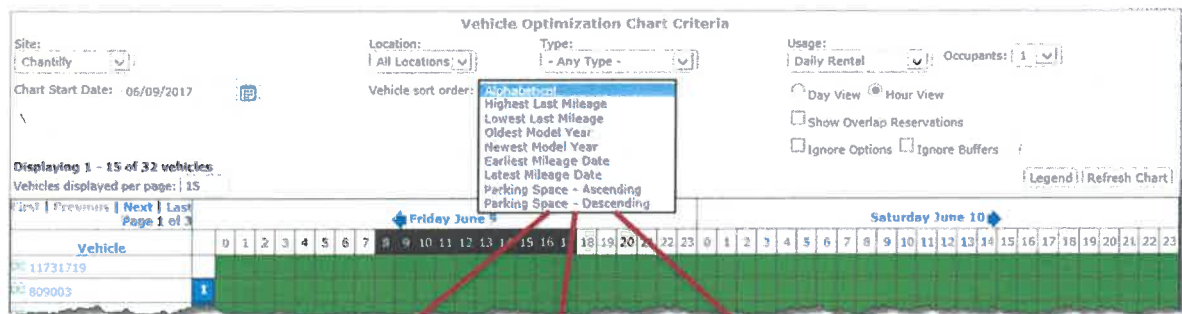 Vehicle Optimization Chart Criteria
Site: Location: Type: Usage:
Chantilly All Locations - Any Type - Daily Rental Occupants: 1
Chart Start Date: 06/09/2017 Vehicle sort order: Alphabetical Day View Hour View
Highest Last Mileage
Lowest Last Mileage Show Overlap Reservations
Oldest Model Year
Newest Model Year Ignore Options Ignore Buffers
Displaying 1 - 15 of 32 vehicles Earliest Mileage Date
Latest Mileage Date
Vehicles displayed per page: 15 Parking Space - Ascending Legend Refresh Chart
Parking Space - Descending
First | Previous | Next | Last
Page 1 of 3 Friday June 9 Saturday June 10
Vehicle 0 1 2 3 4 5 6 7 8 9 10 11 12 13 14 15 16 18 19 20 21 22 23 0 1 2 3 4 5 6 7 8 9 10 11 12 13 14 15 16 17 18 19 20 21 22 23
11731719
809003 1